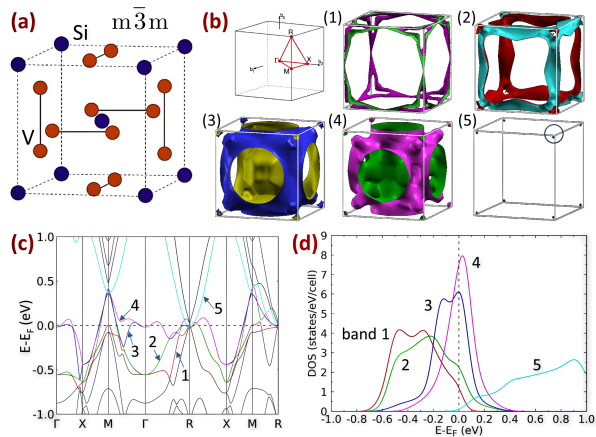 (a)
m3̅m
Si
V
(b)
b₃
R
Γ
X
M
b₁
b₂
(1)
(2)
(3)
(4)
(5)
(c)
E-E_F (eV)
1.0
0.5
0.0
-0.5
-1.0
4
3
2
1
5
Γ X M Γ R X M R
(d)
DOS (states/eV/cell)
9
8
7
6
5
4
3
2
1
0
4
3
band 1
2
5
-1.0 -0.8 -0.6 -0.4 -0.2 0.0 0.2 0.4 0.6 0.8 1.0
E-E_F (eV)